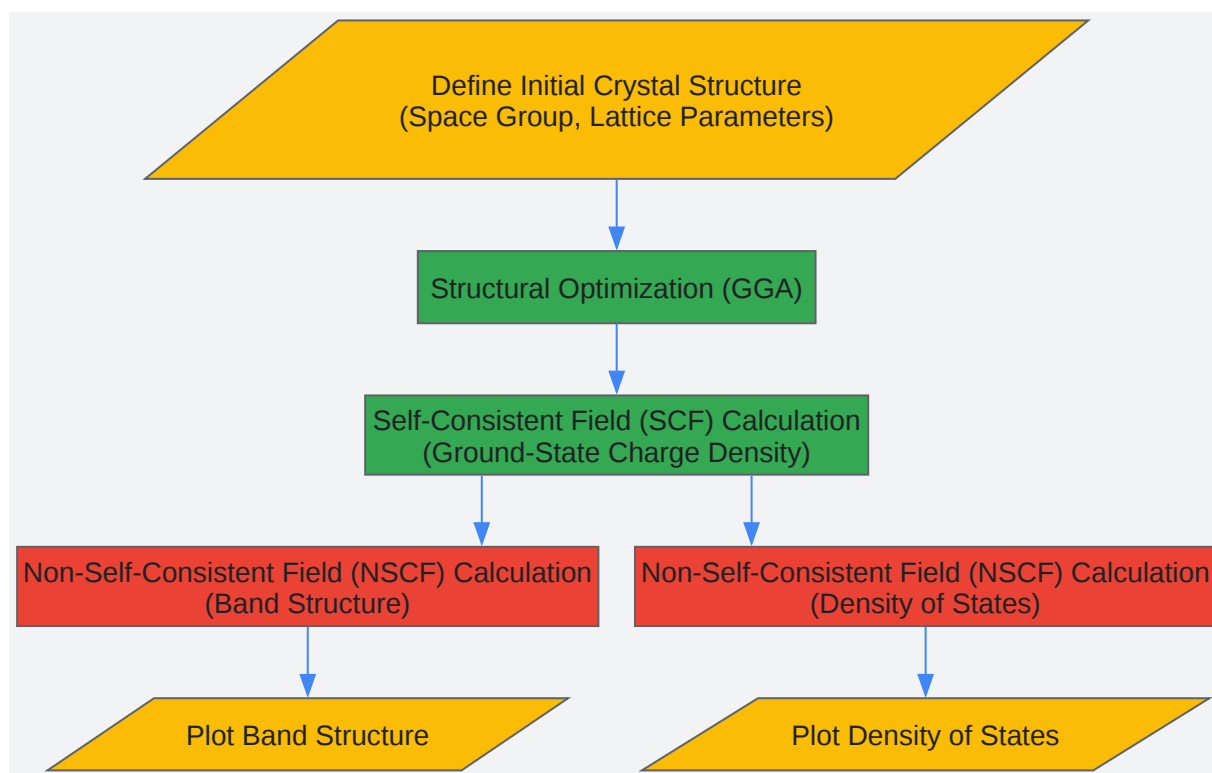 Define Initial Crystal Structure
(Space Group, Lattice Parameters)
Structural Optimization (GGA)
Self-Consistent Field (SCF) Calculation
(Ground-State Charge Density)
Non-Self-Consistent Field (NSCF) Calculation
(Band Structure)
Non-Self-Consistent Field (NSCF) Calculation
(Density of States)
Plot Band Structure
Plot Density of States